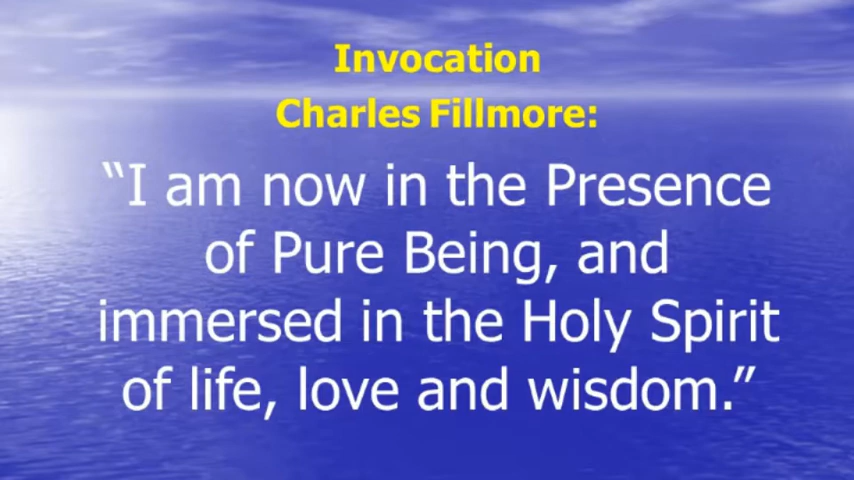 Invocation
Charles Fillmore:
“I am now in the Presence
of Pure Being, and
immersed in the Holy Spirit
of life, love and wisdom.”